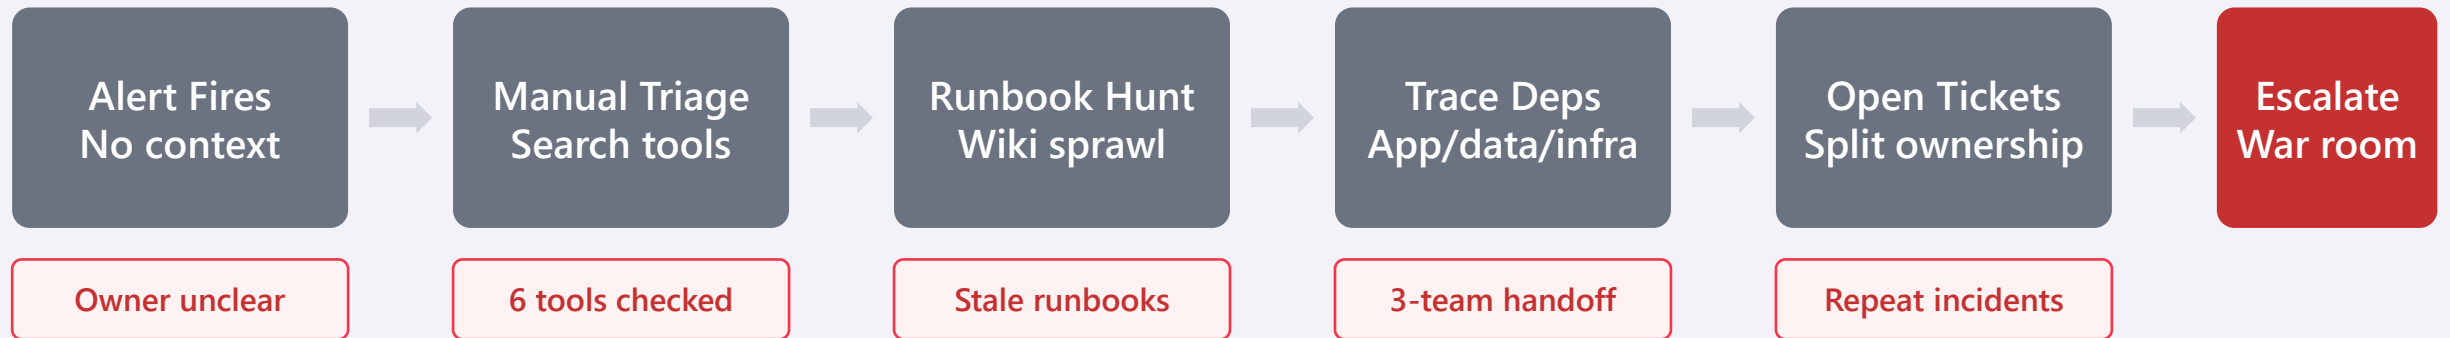 Alert Fires
No context
Manual Triage
Search tools
Runbook Hunt
Wiki sprawl
Trace Deps
App/data/infra
Open Tickets
Split ownership
Escalate
War room
Owner unclear
6 tools checked
Stale runbooks
3-team handoff
Repeat incidents